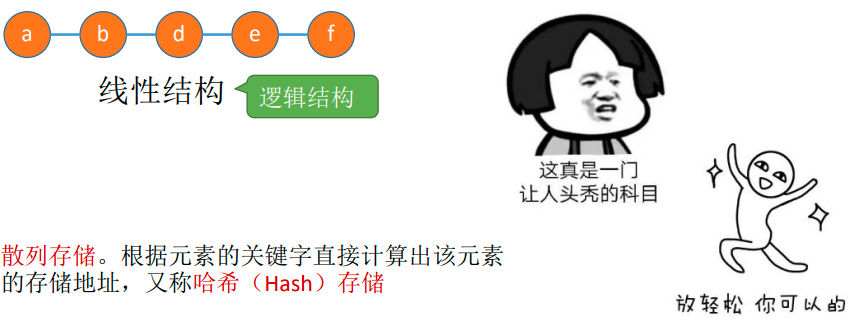 a b d e f
线性结构
逻辑结构
这真是一门
让人头秃的科目
散列存储。根据元素的关键字直接计算出该元素
的存储地址，又称哈希（Hash）存储
放轻松 你可以的